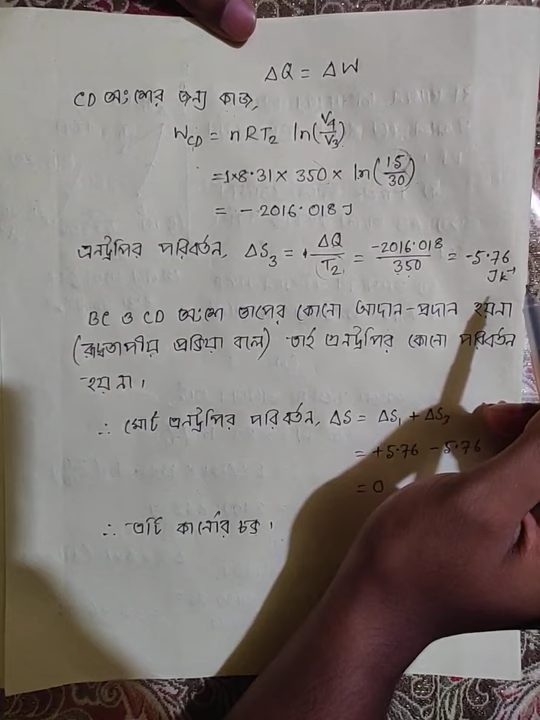 ΔQ = ΔW
CD অংশের জন্য কাজ,
W_CD = nRT₂ ln(V₄/V₃)
= 1×8.31 × 350 × ln(15/30)
= -2016.018 J
এনট্রপির পরিবর্তন, ΔS₃ = ΔQ/T₂ = -2016.018/350 = -5.76 JK⁻¹
BC ও CD অংশে তাপের কোনো আদান-প্রদান হয়না
(রূদ্ধতাপীয় প্রক্রিয়া বলে) তাই এনট্রপির কোনো পরিবর্তন
হয় না।
∴ মোট এনট্রপির পরিবর্তন, ΔS = ΔS₁ + ΔS₃
= +5.76 - 5.76
= 0
∴ এটি কার্নোর চক্র।